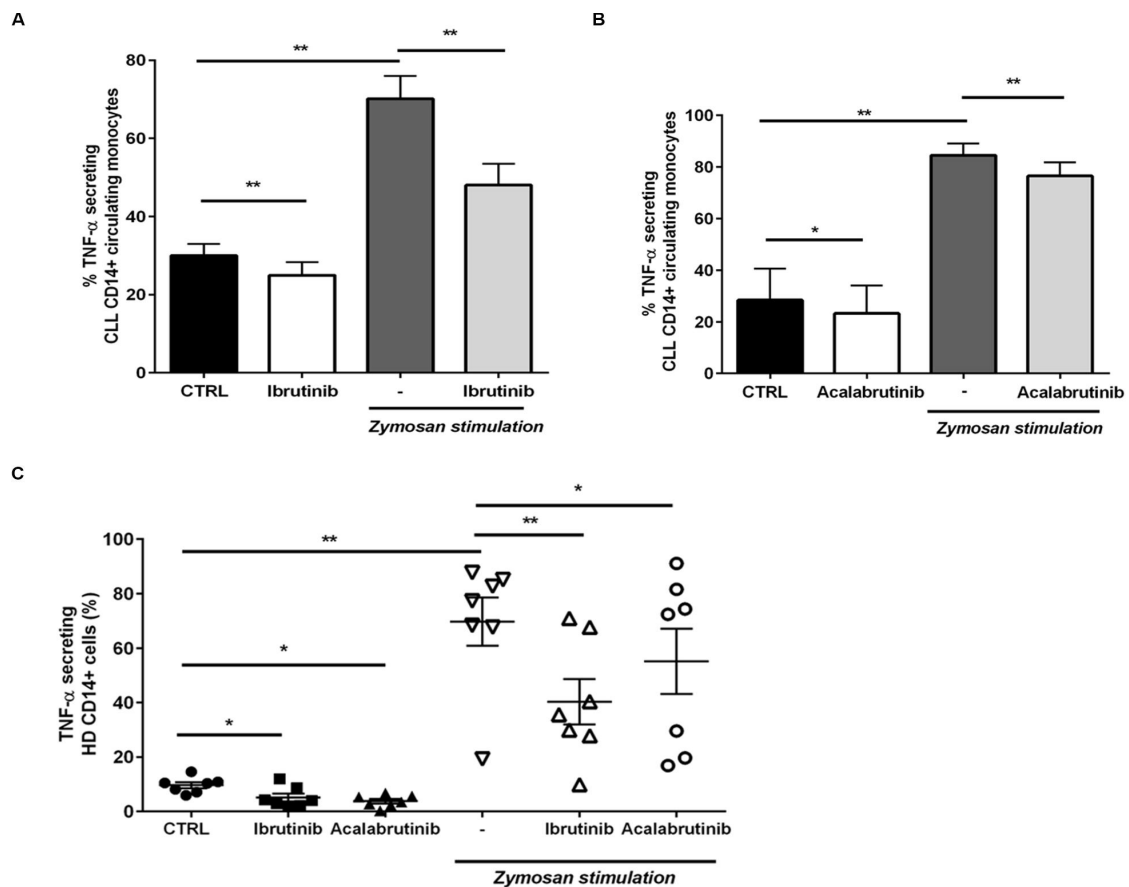 A
% TNF-α secreting
CLL CD14+ circulating monocytes
80
60
40
20
0
**
**
**
CTRL
Ibrutinib
-
Ibrutinib
Zymosan stimulation
B
% TNF-α secreting
CLL CD14+ circulating monocytes
100
80
60
40
20
0
**
**
*
CTRL
Acalabrutinib
-
Acalabrutinib
Zymosan stimulation
C
TNF-α secreting
HD CD14+ cells (%)
100
80
60
40
20
0
*
**
**
*
*
CTRL
Ibrutinib
Acalabrutinib
-
Ibrutinib
Acalabrutinib
Zymosan stimulation